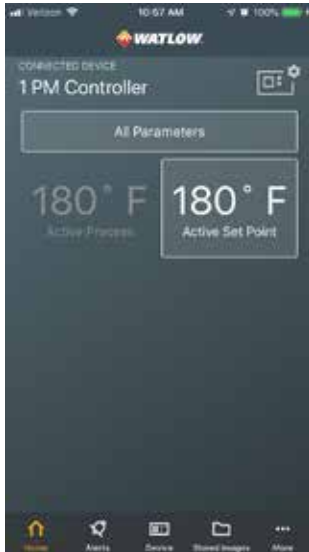 Verizon 10:57 AM 100%
WATLOW
CONNECTED DEVICE
1 PM Controller
All Parameters
180° F 180° F
Active Process Active Set Point
Home Alerts Device Stored Images More